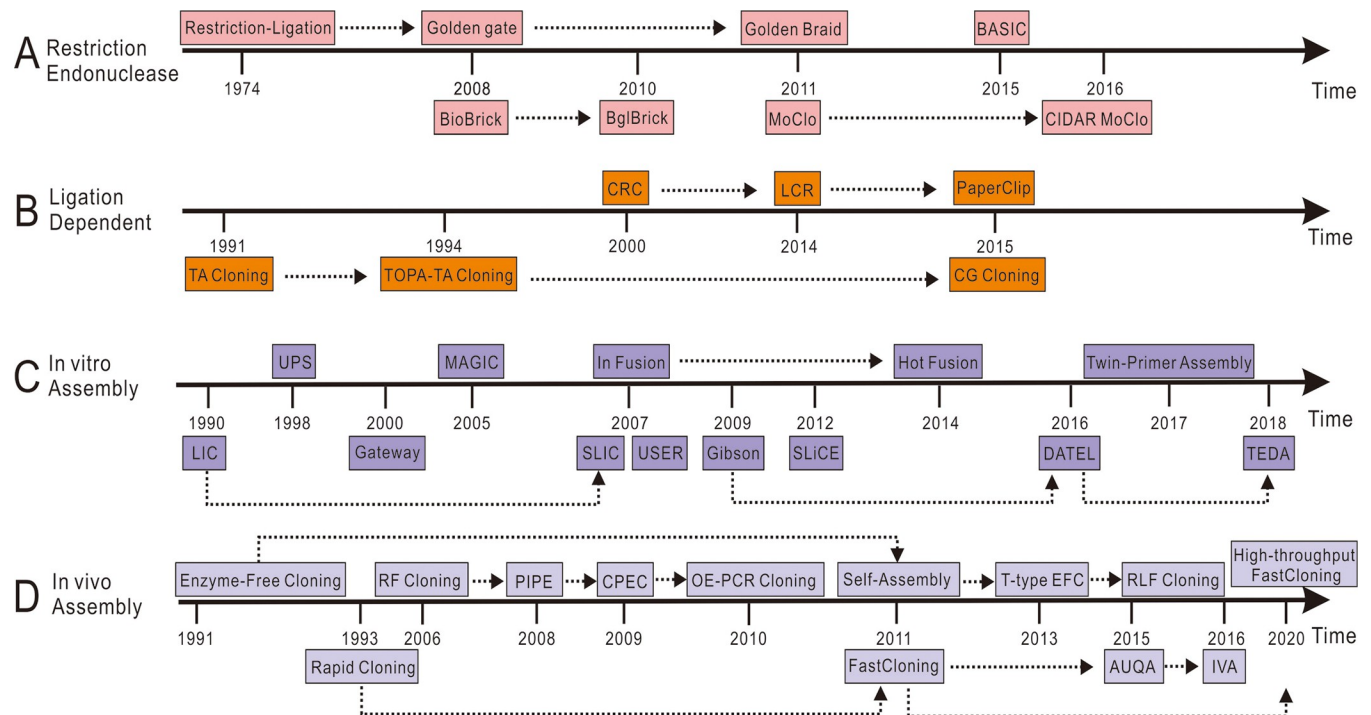 Restriction-Ligation
Golden gate
Golden Braid
BASIC
A Restriction
Endonuclease
1974
2008
2010
2011
2015
2016
Time
BioBrick
BglBrick
MoClo
CIDAR MoClo
CRC
LCR
PaperClip
B Ligation
Dependent
1991
1994
2000
2014
2015
Time
TA Cloning
TOPA-TA Cloning
CG Cloning
UPS
MAGIC
In Fusion
Hot Fusion
Twin-Primer Assembly
C In vitro
Assembly
1990
1998
2000
2005
2007
2009
2012
2014
2016
2017
2018
Time
LIC
Gateway
SLIC
USER
Gibson
SLiCE
DATEL
TEDA
Enzyme-Free Cloning
RF Cloning
PIPE
CPEC
OE-PCR Cloning
Self-Assembly
T-type EFC
RLF Cloning
High-throughput
FastCloning
D In vivo
Assembly
1991
1993
2006
2008
2009
2010
2011
2013
2015
2016
2020
Time
Rapid Cloning
FastCloning
AUQA
IVA